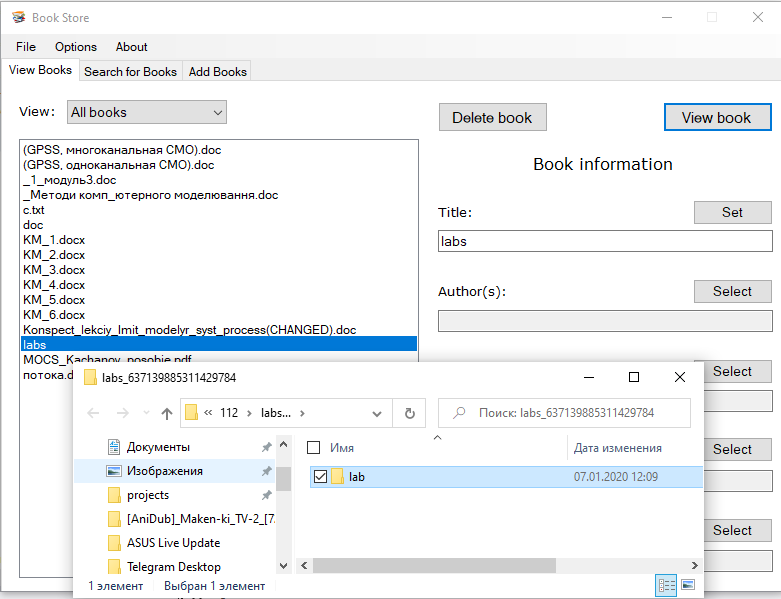 Book Store
File Options About
View Books Search for Books Add Books
View: All books
Delete book View book
(GPSS, многоканальная СМО).doc
(GPSS, одноканальная СМО).doc
_1_модуль3.doc
_Методи комп_ютерного моделювання.doc
c.txt
doc
KM_1.docx
KM_2.docx
KM_3.docx
KM_4.docx
KM_5.docx
KM_6.docx
Konspect_lekciy_Imit_modelyr_syst_process(CHANGED).doc
labs
MOCS_Kachanov_posobie.pdf
потока.d
Book information
Title: Set
labs
Author(s): Select
Select
Select
Select
labs_637139885311429784
« 112 › labs... ›
Поиск: labs_637139885311429784
Документы
Изображения
projects
[AniDub]_Maken-ki_TV-2_[7
ASUS Live Update
Telegram Desktop
Имя Дата изменения
lab 07.01.2020 12:09
1 элемент Выбран 1 элемент